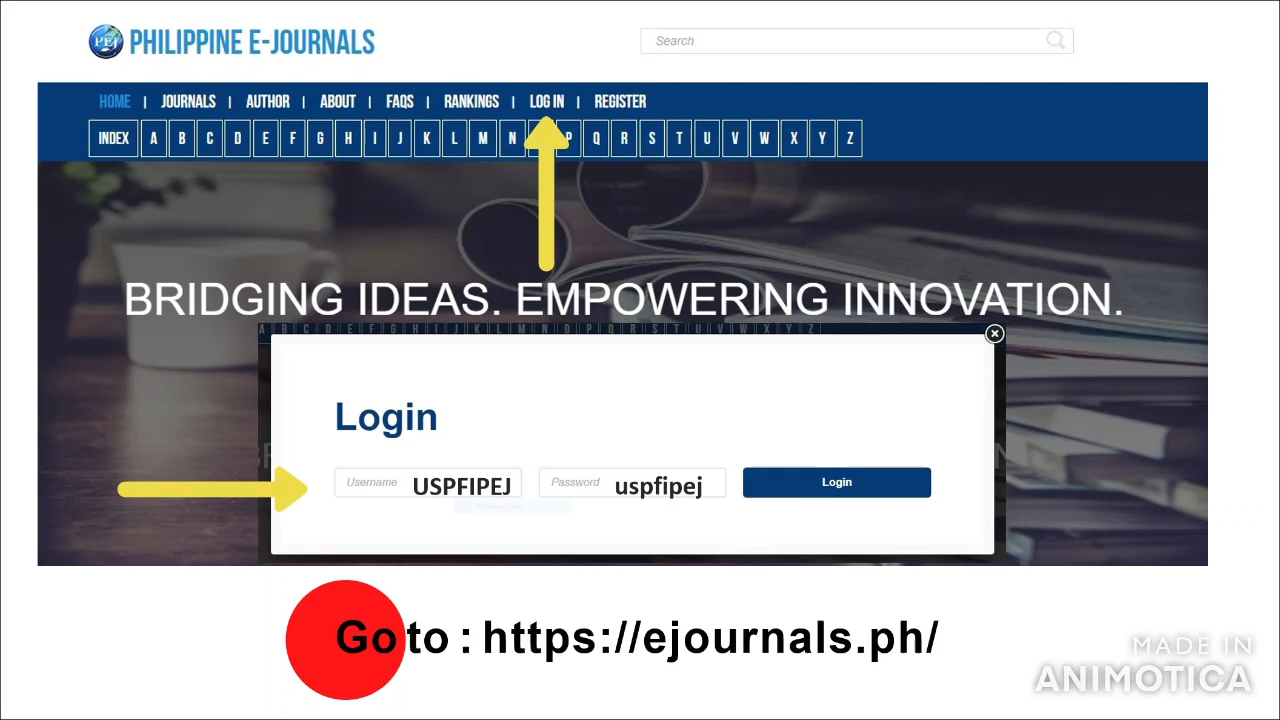 PEJ PHILIPPINE E-JOURNALS
Search
HOME | JOURNALS | AUTHOR | ABOUT | FAQS | RANKINGS | LOG IN | REGISTER
INDEX A B C D E F G H I J K L M N P Q R S T U V W X Y Z
BRIDGING IDEAS. EMPOWERING INNOVATION.
A B C D E F G H I J K L M N O P Q R S T U V W X Y Z
Login
Username USPFIPEJ Password uspfipej Login
Go to : https://ejournals.ph/
MADE IN
ANIMOTICA